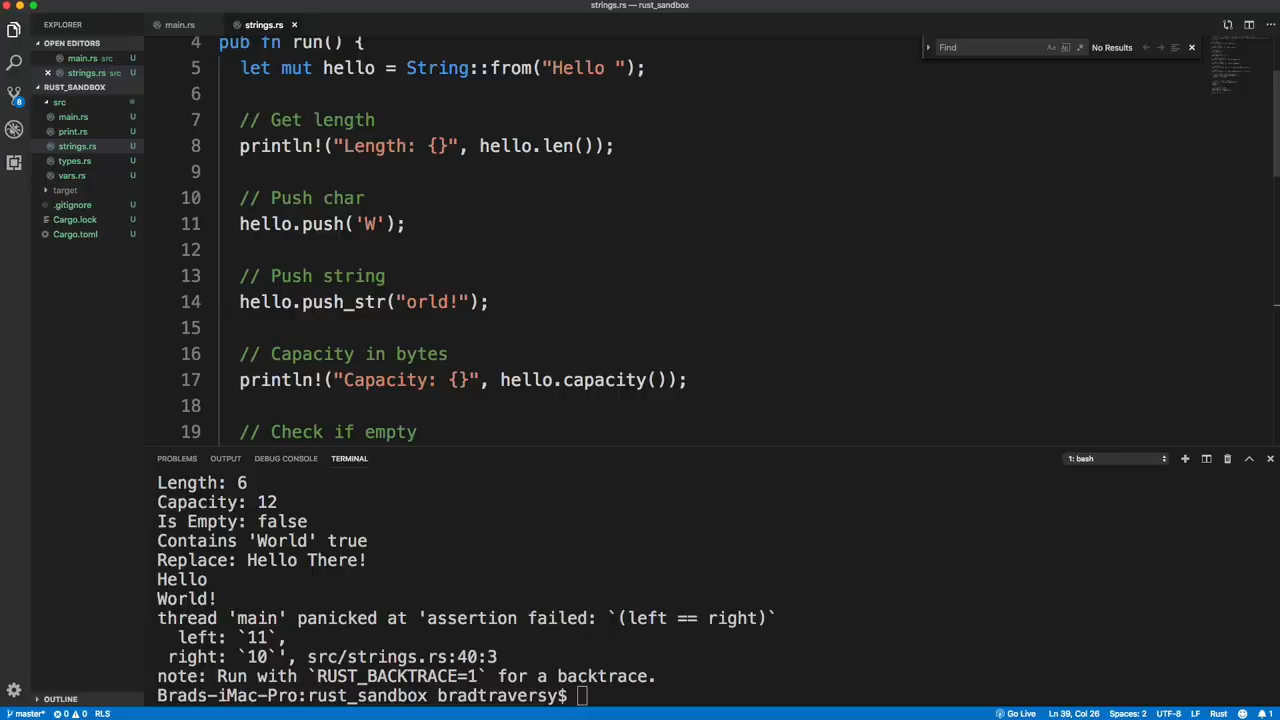 strings.rs — rust_sandbox
EXPLORER
main.rs
strings.rs
OPEN EDITORS
main.rs U
strings.rs src U
RUST_SANDBOX
src
main.rs U
print.rs U
strings.rs U
types.rs U
vars.rs U
target
.gitignore U
Cargo.lock U
Cargo.toml U
OUTLINE
8
Find
Aa
No Results
4 pub fn run() {
5 let mut hello = String::from("Hello ");
6
7 // Get length
8 println!("Length: {}", hello.len());
9
10 // Push char
11 hello.push('W');
12
13 // Push string
14 hello.push_str("orld!");
15
16 // Capacity in bytes
17 println!("Capacity: {}", hello.capacity());
18
19 // Check if empty
PROBLEMS OUTPUT DEBUG CONSOLE TERMINAL
1: bash
Length: 6
Capacity: 12
Is Empty: false
Contains 'World' true
Replace: Hello There!
Hello
World!
thread 'main' panicked at 'assertion failed: `(left == right)`
left: `11`,
right: `10`', src/strings.rs:40:3
note: Run with `RUST_BACKTRACE=1` for a backtrace.
Brads-iMac-Pro:rust_sandbox bradtraversy$
master* 0 0 RLS
Go Live Ln 39, Col 26 Spaces: 2 UTF-8 LF Rust 1